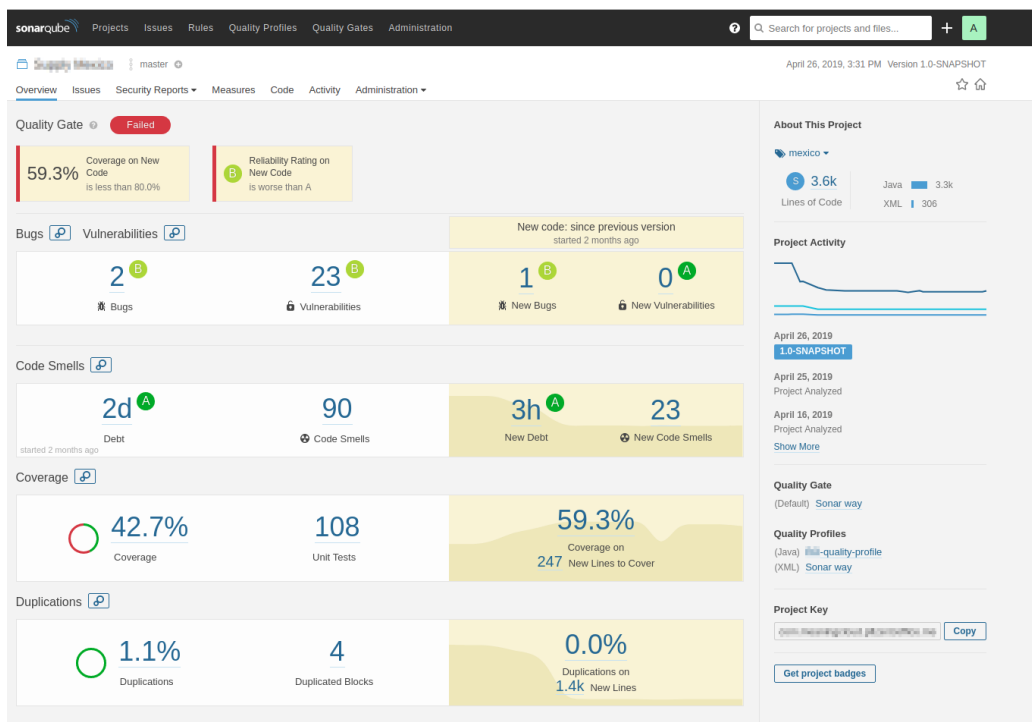 sonarqube Projects Issues Rules Quality Profiles Quality Gates Administration ? Search for projects and files... + A
master
April 26, 2019, 3:31 PM Version 1.0-SNAPSHOT
Overview Issues Security Reports Measures Code Activity Administration
Quality Gate ? Failed
59.3% Coverage on New
Code
is less than 80.0%
B Reliability Rating on
New Code
is worse than A
Bugs Vulnerabilities
New code: since previous version
started 2 months ago
2 B
Bugs
23 B
Vulnerabilities
1 B
New Bugs
0 A
New Vulnerabilities
Code Smells
2d A
Debt
started 2 months ago
90
Code Smells
3h A
New Debt
23
New Code Smells
Coverage
42.7%
Coverage
108
Unit Tests
59.3%
Coverage on
247 New Lines to Cover
Duplications
1.1%
Duplications
4
Duplicated Blocks
0.0%
Duplications on
1.4k New Lines
About This Project
mexico
S 3.6k
Lines of Code
Java 3.3k
XML 306
Project Activity
April 26, 2019
1.0-SNAPSHOT
April 25, 2019
Project Analyzed
April 16, 2019
Project Analyzed
Show More
Quality Gate
(Default) Sonar way
Quality Profiles
(Java) -quality-profile
(XML) Sonar way
Project Key
Copy
Get project badges